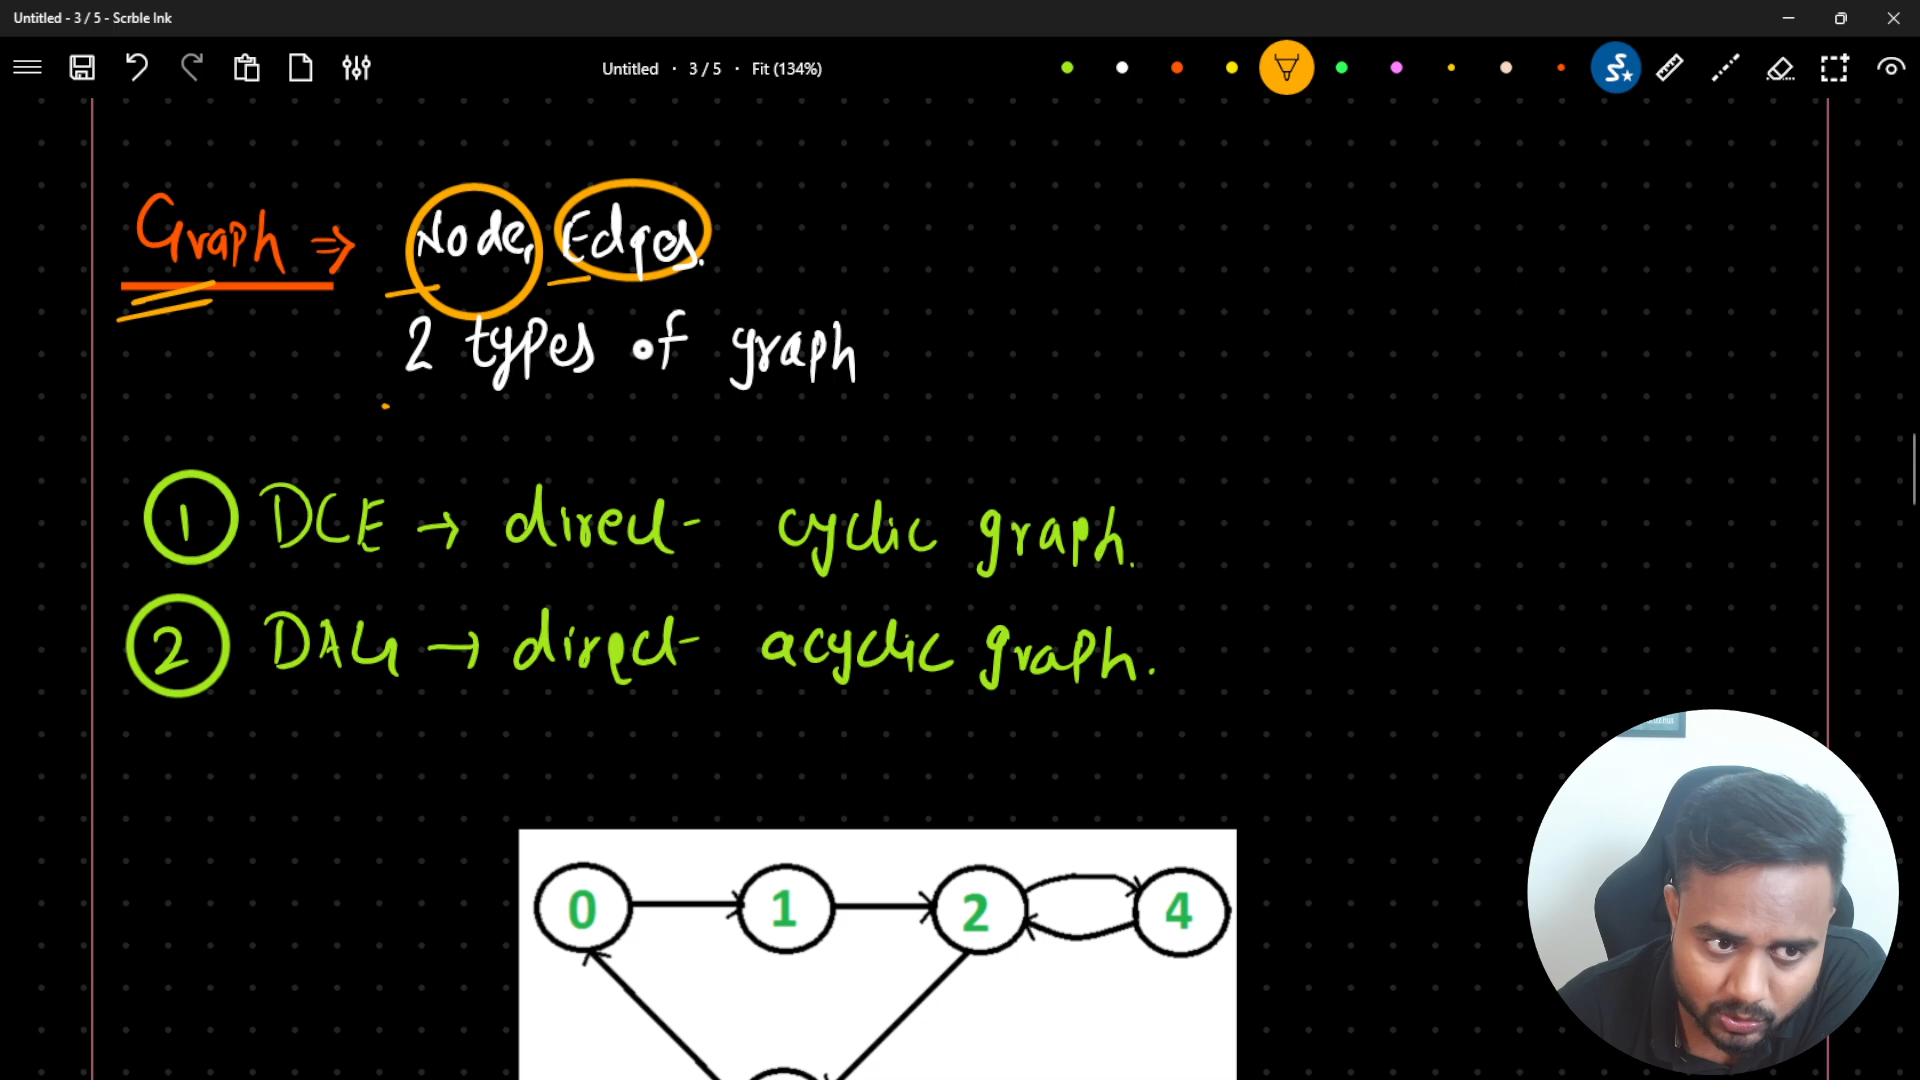 Untitled - 3 / 5 - Scrble Ink
Untitled · 3 / 5 · Fit (134%)
Graph ⇒ Node, Edges.
2 types of graph
1 DCE → direct- cyclic graph.
2 DAG → direct- acyclic graph.
0 1 2 4